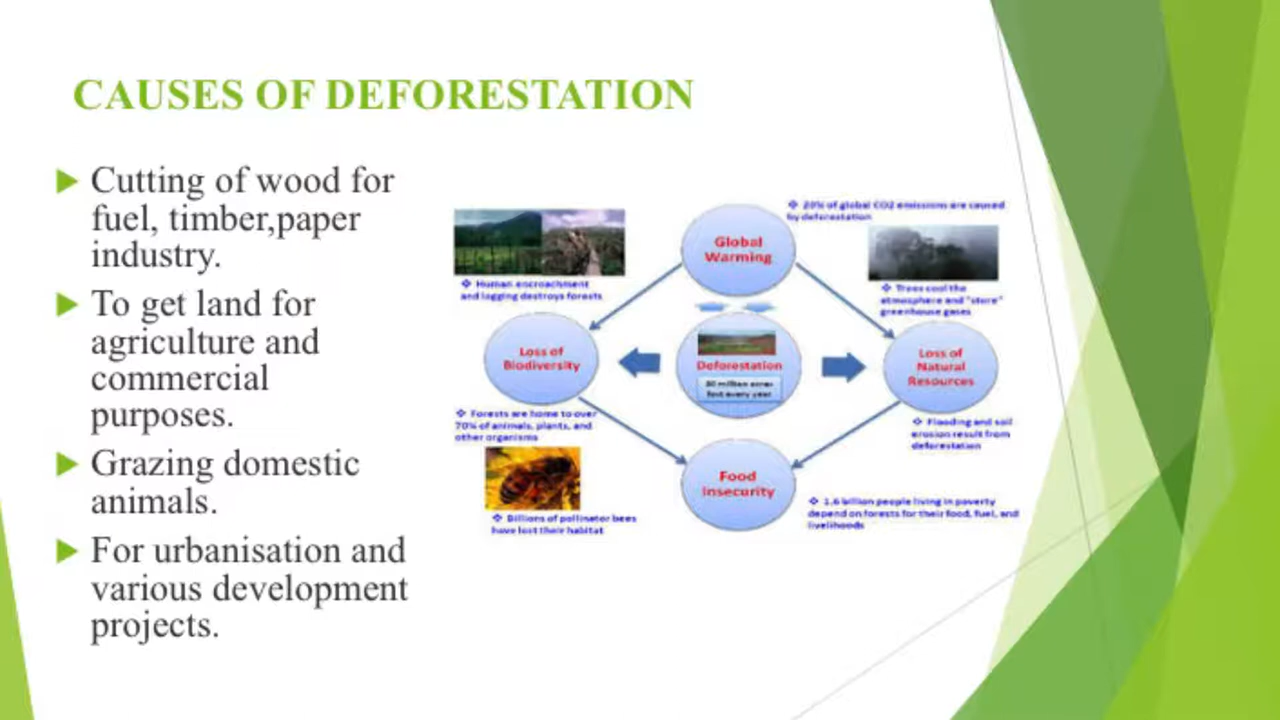 CAUSES OF DEFORESTATION
Cutting of wood for
fuel, timber,paper
industry.
To get land for
agriculture and
commercial
purposes.
Grazing domestic
animals.
For urbanisation and
various development
projects.
20% of global CO2 emissions are caused
by deforestation
Global
Warming
Human encroachment
and logging destroys forests
Trees cool the
atmosphere and "store"
greenhouse gases
Loss of
Biodiversity
Deforestation
80 million acres
lost every year
Loss of
Natural
Resources
Forests are home to over
70% of animals, plants, and
other organisms
Flooding and soil
erosion result from
deforestation
Food
Insecurity
Billions of pollinator bees
have lost their habitat
1.6 billion people living in poverty
depend on forests for their food, fuel, and
livelihoods